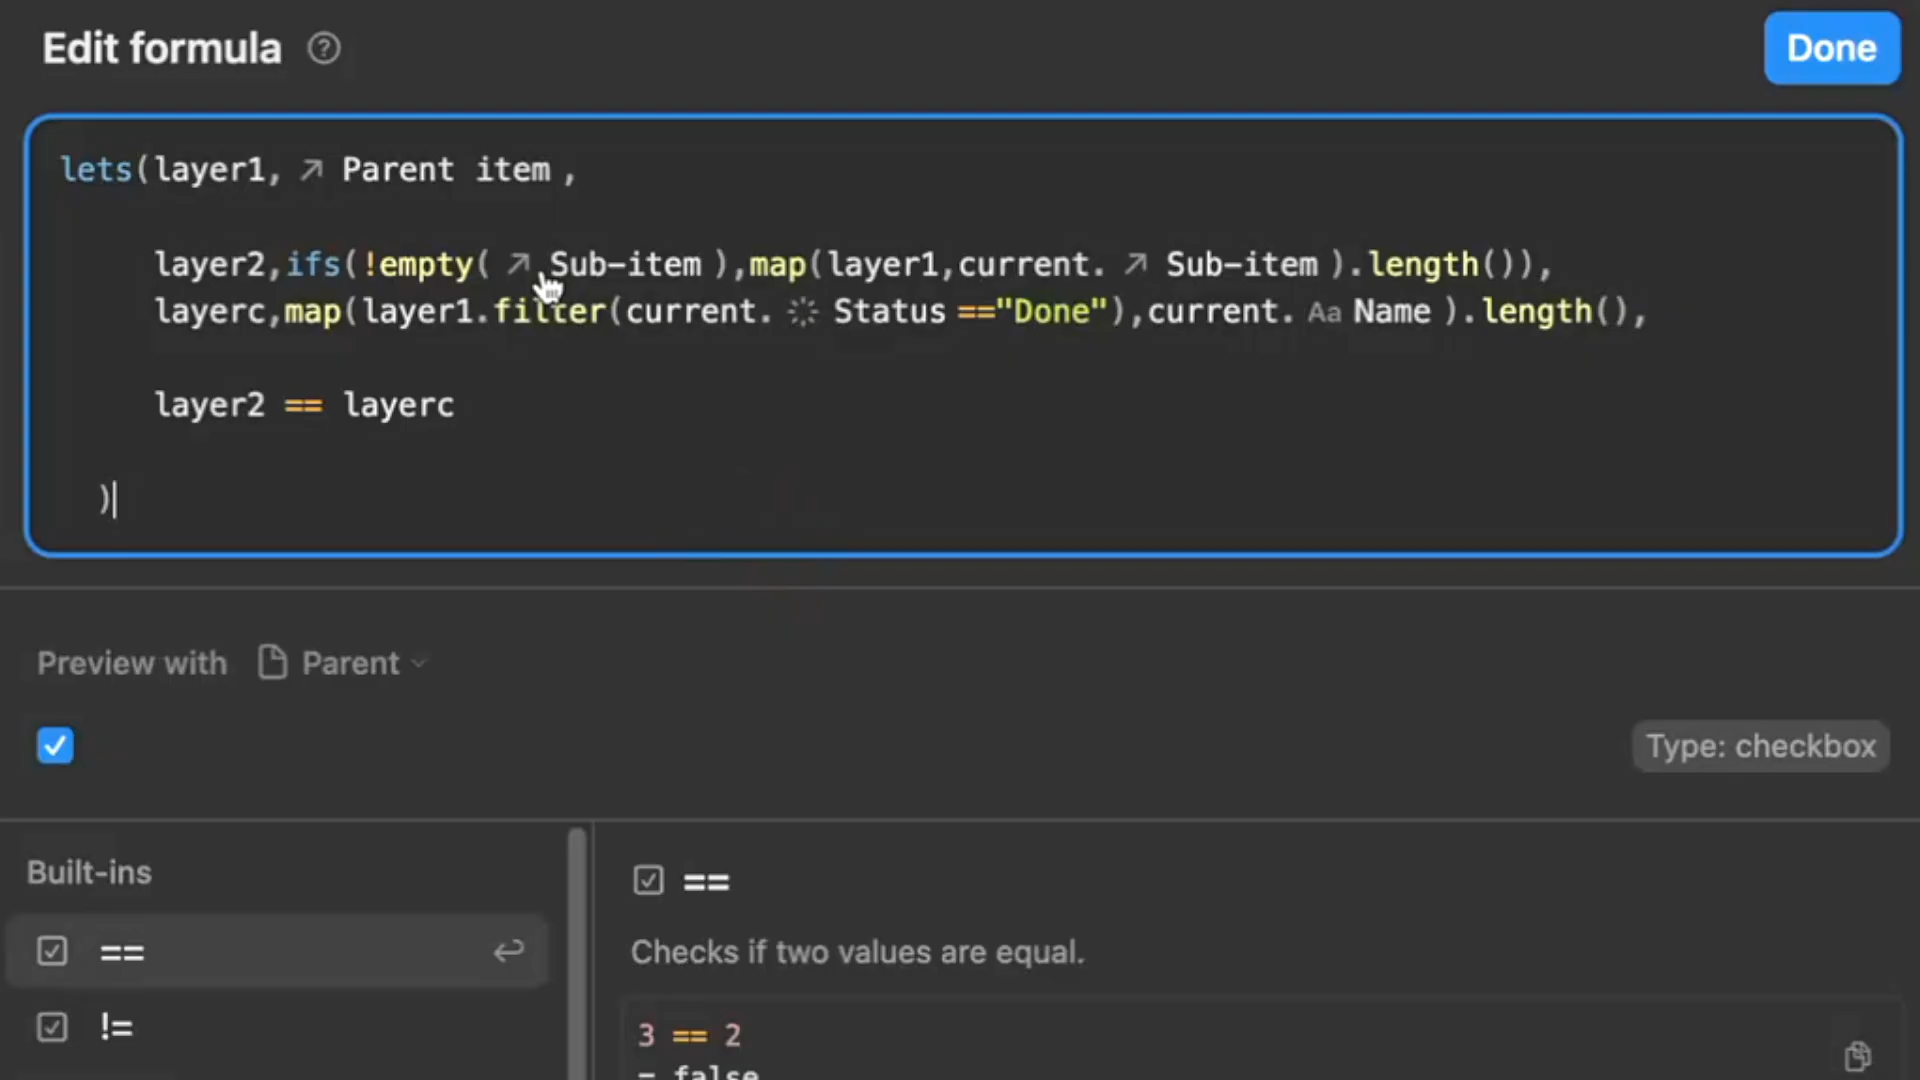 Edit formula
Done
lets(layer1, ↗ Parent item ,
layer2,ifs(!empty( ↗ Sub-item ),map(layer1,current. ↗ Sub-item ).length()),
layerc,map(layer1.filter(current. Status =="Done"),current. Aa Name ).length(),
layer2 == layerc
)
Preview with Parent
Type: checkbox
Built-ins
==
!=
==
Checks if two values are equal.
3 == 2
= false